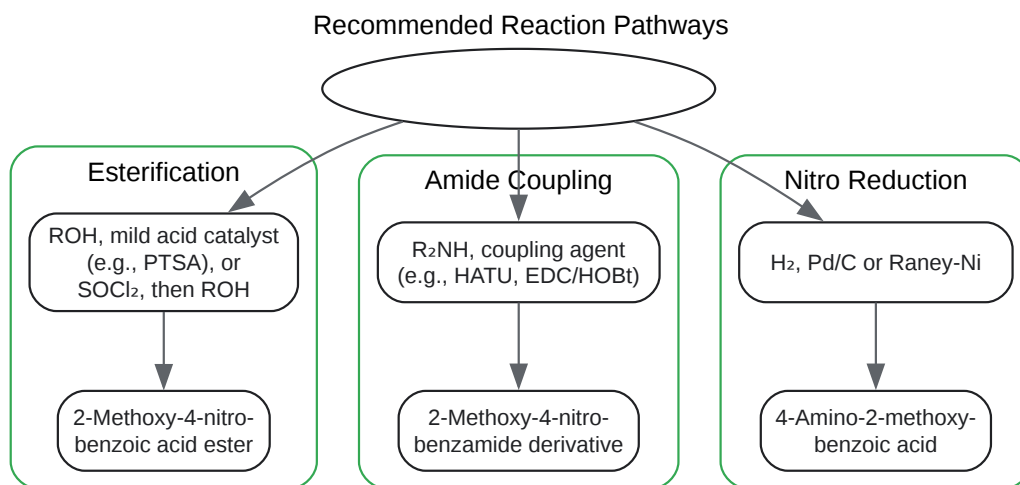 Recommended Reaction Pathways
Esterification
ROH, mild acid catalyst
(e.g., PTSA), or
SOCl₂, then ROH
2-Methoxy-4-nitro-
benzoic acid ester
Amide Coupling
R₂NH, coupling agent
(e.g., HATU, EDC/HOBt)
2-Methoxy-4-nitro-
benzamide derivative
Nitro Reduction
H₂, Pd/C or Raney-Ni
4-Amino-2-methoxy-
benzoic acid